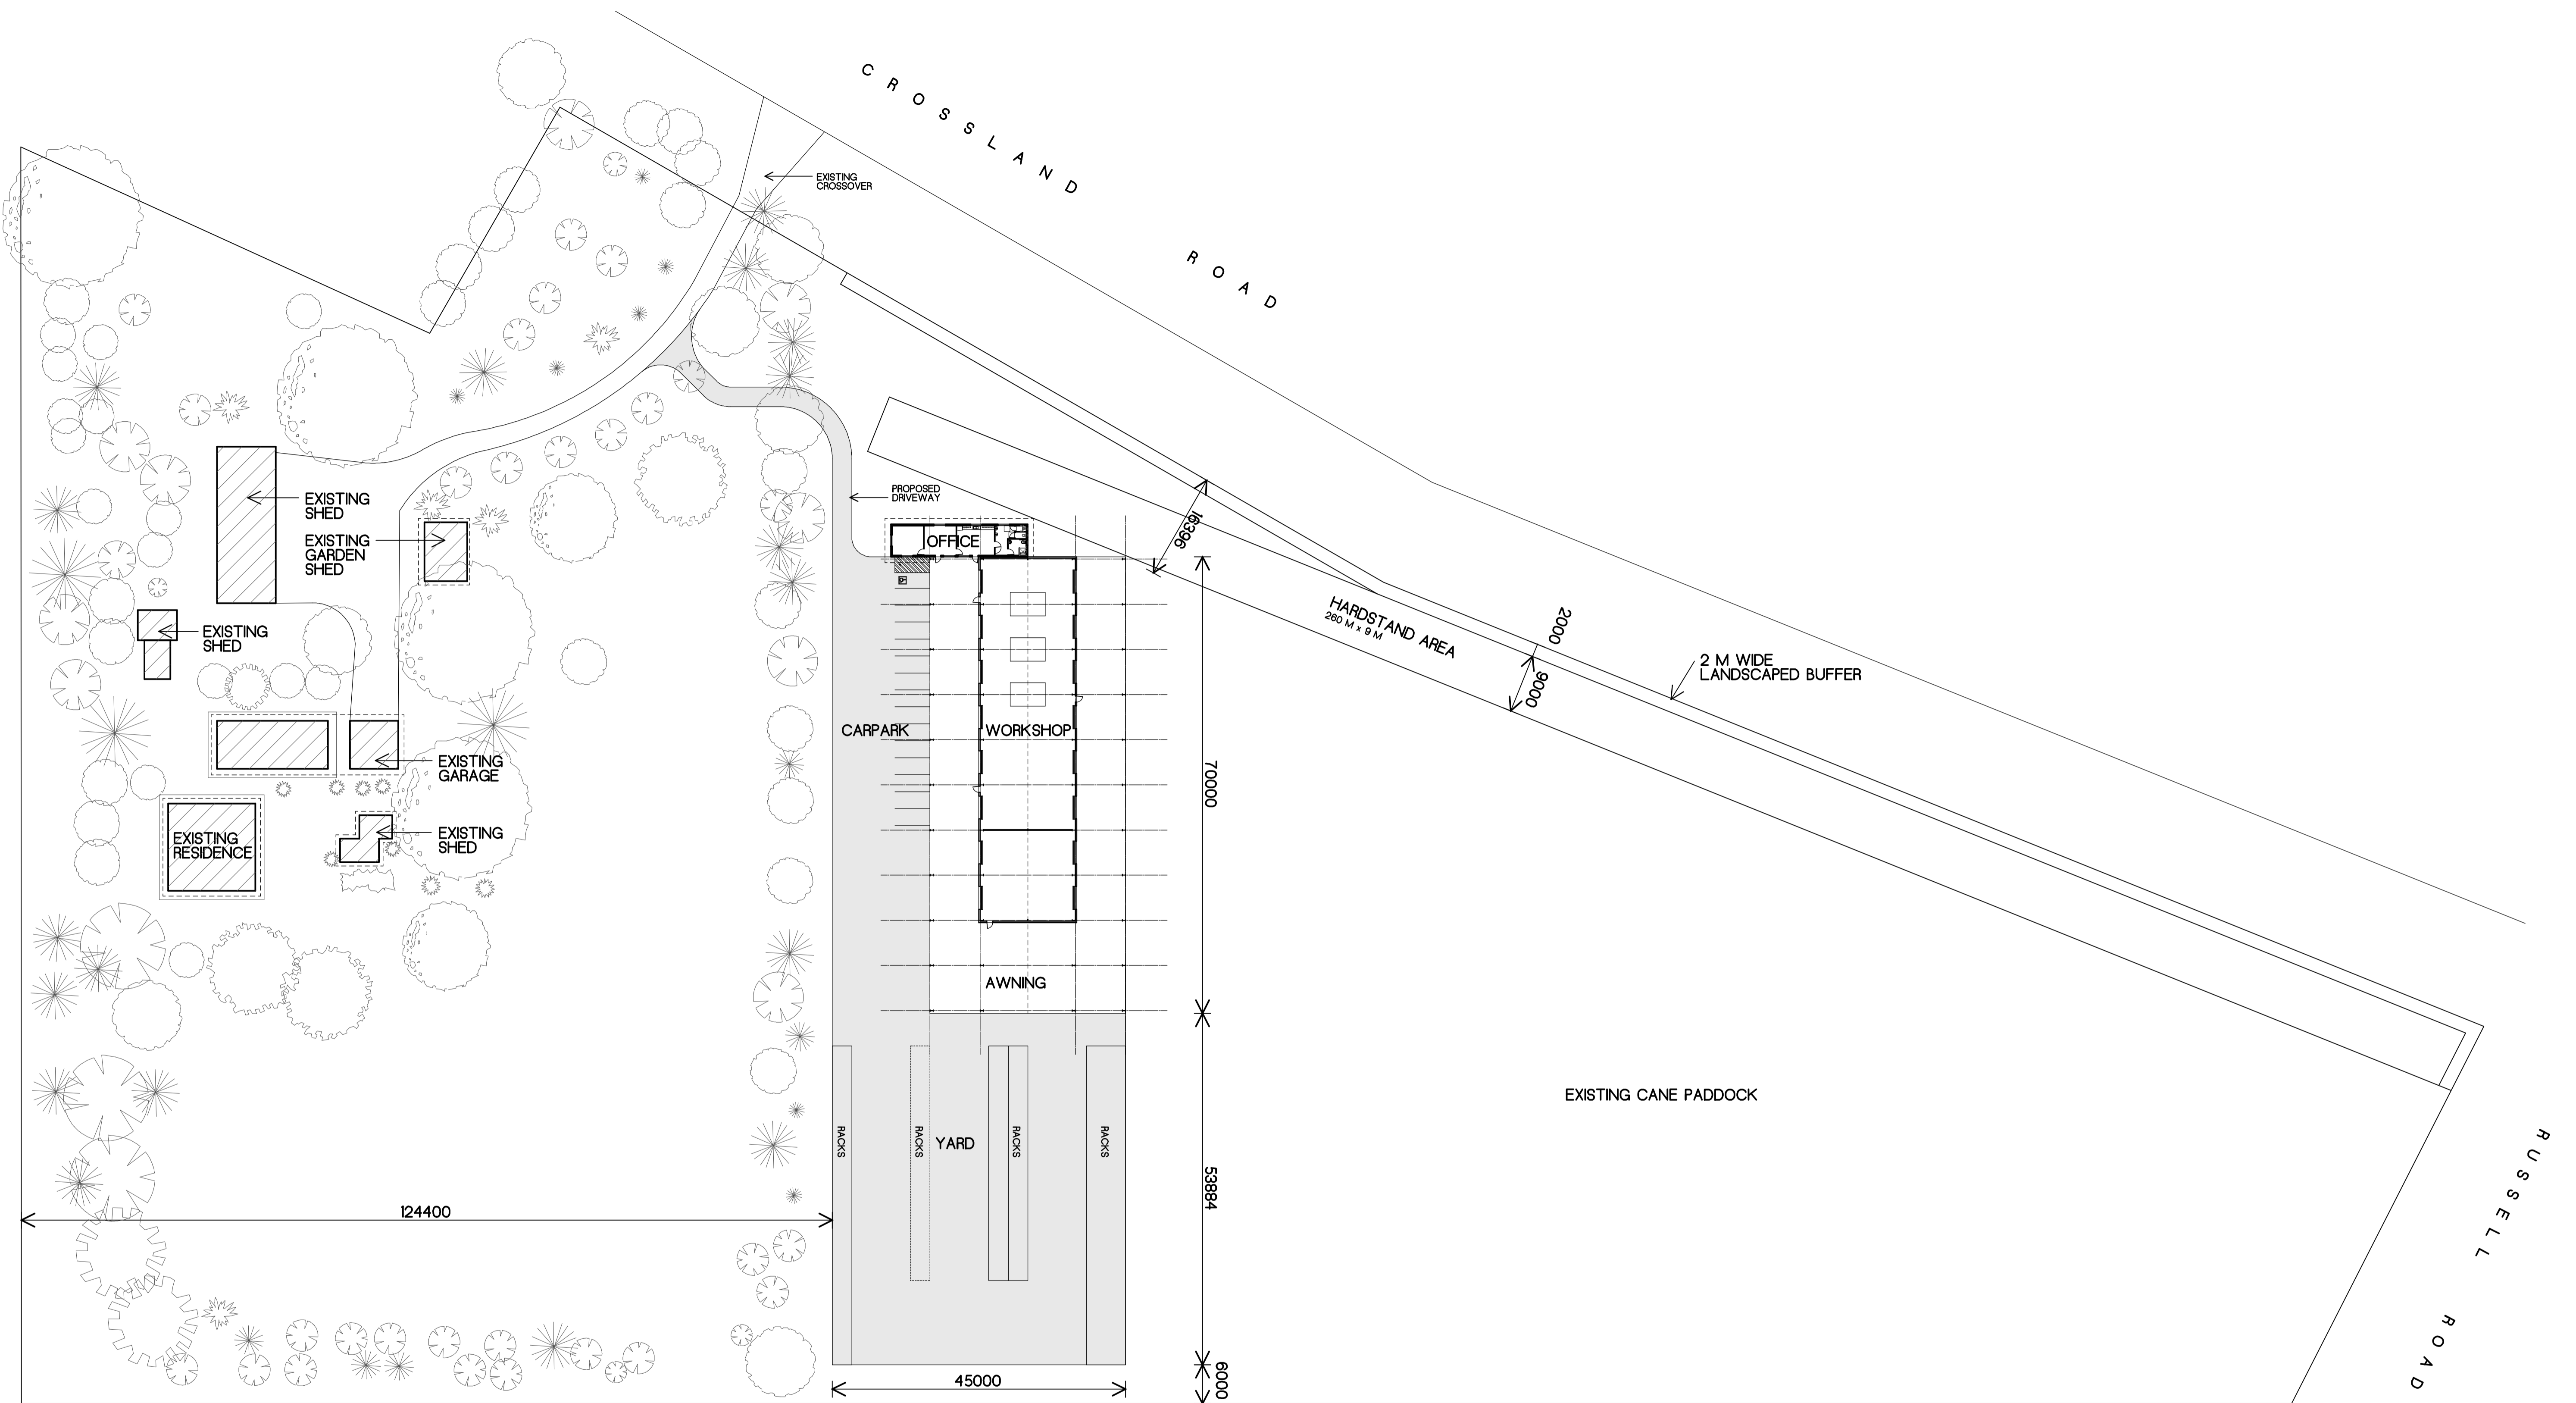 CROSSLAND ROAD
EXISTING
CROSSOVER
EXISTING
SHED
EXISTING
GARDEN
SHED
PROPOSED
DRIVEWAY
OFFICE
16396
HARDSTAND AREA
260 M x 9 M
2000
9000
2 M WIDE
LANDSCAPED BUFFER
EXISTING
SHED
CARPARK
WORKSHOP
70000
EXISTING
GARAGE
EXISTING
RESIDENCE
EXISTING
SHED
AWNING
EXISTING CANE PADDOCK
RACKS
RACKS
YARD
RACKS
RACKS
53884
124400
45000
6000
RUSSELL ROAD